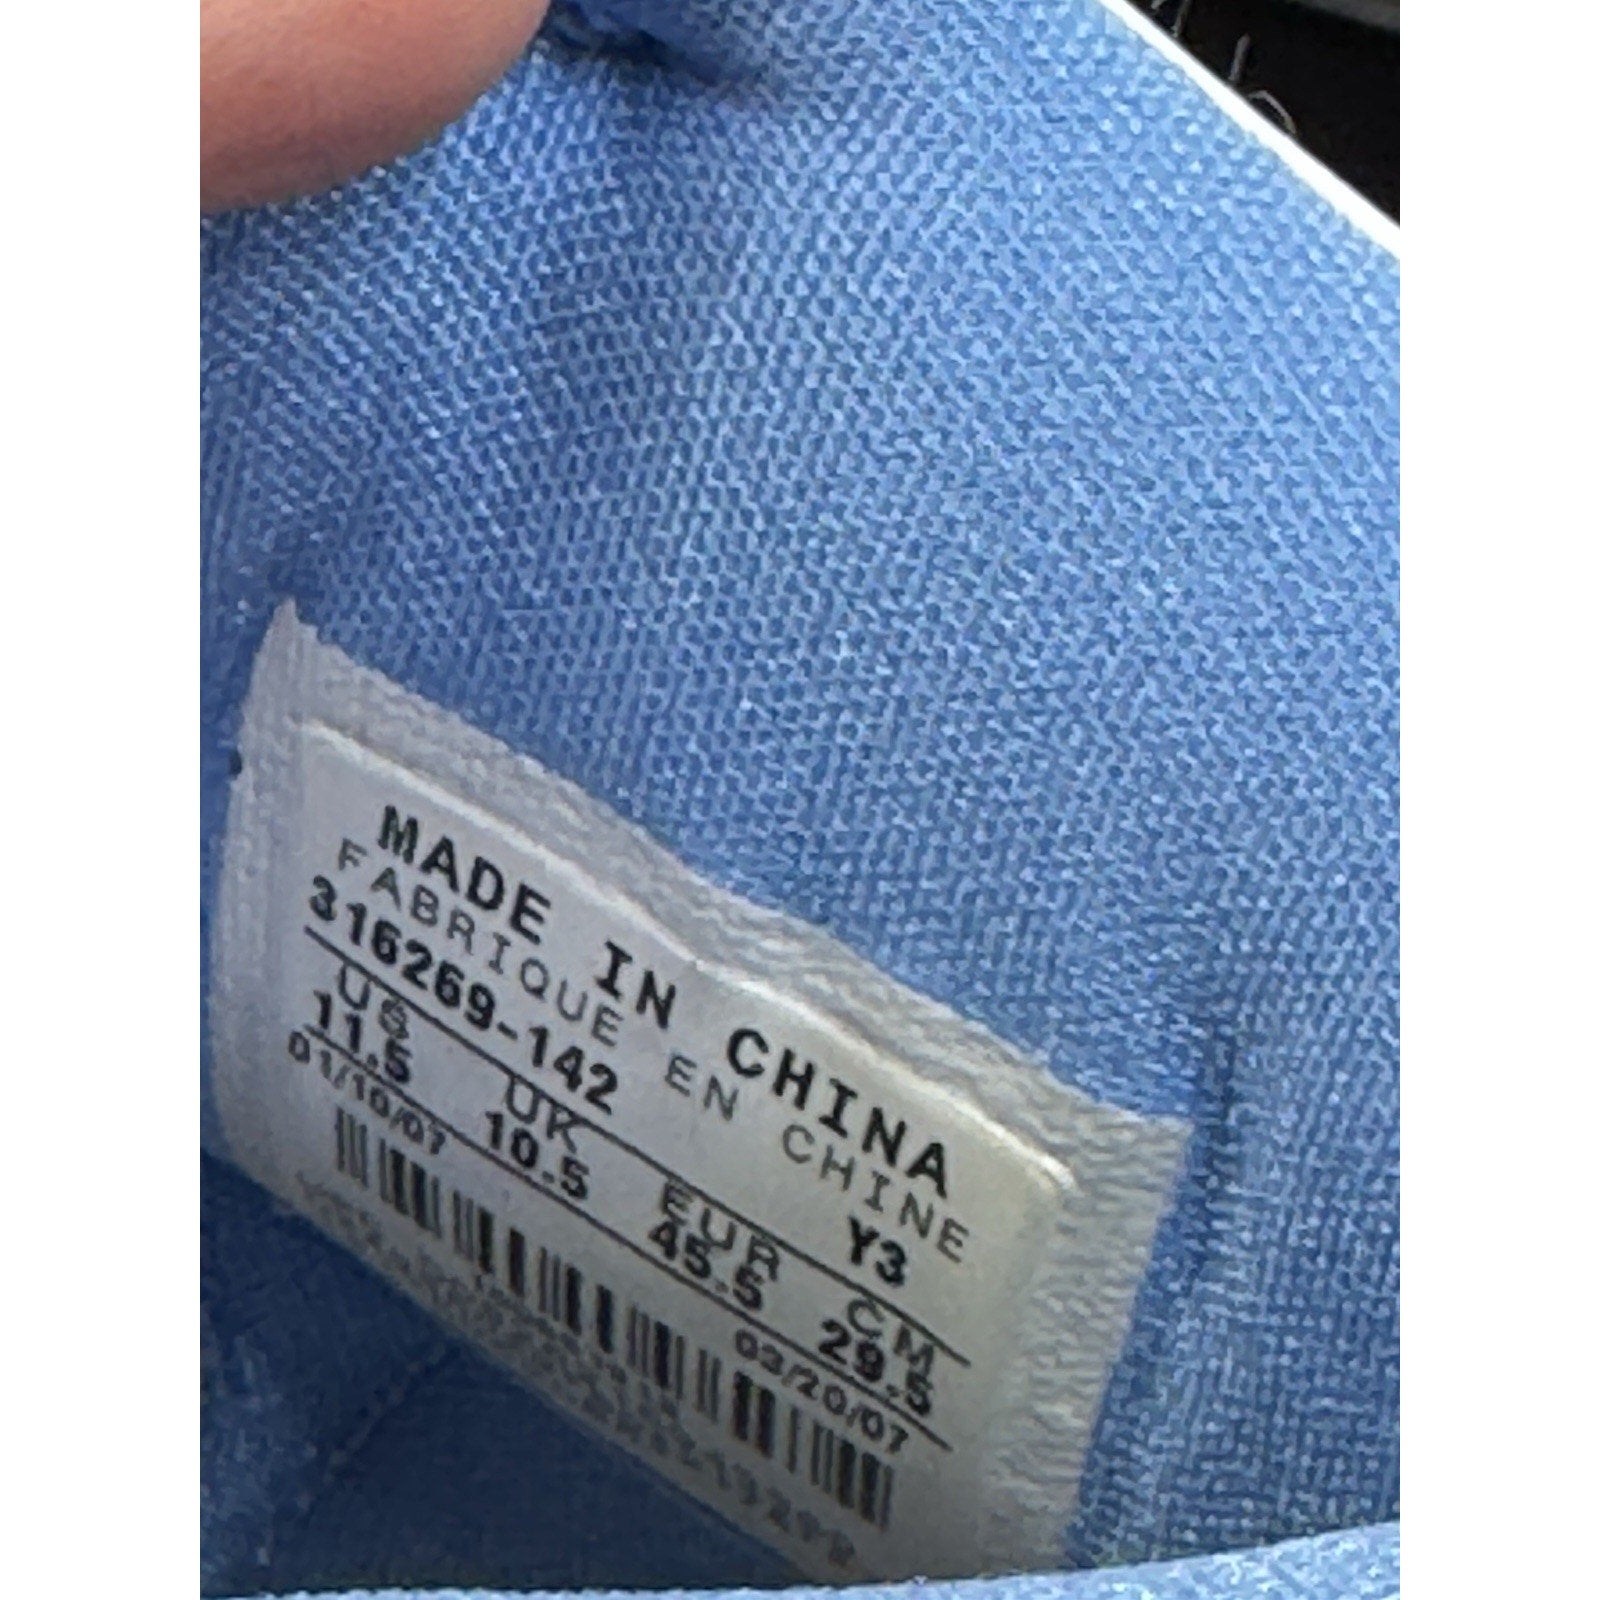 MADE IN CHINA
FABRIQUE EN CHINE
316269-142 Y3
US UK EUR CM
11.5 10.5 45.5 29.5
01/10/07 03/20/07